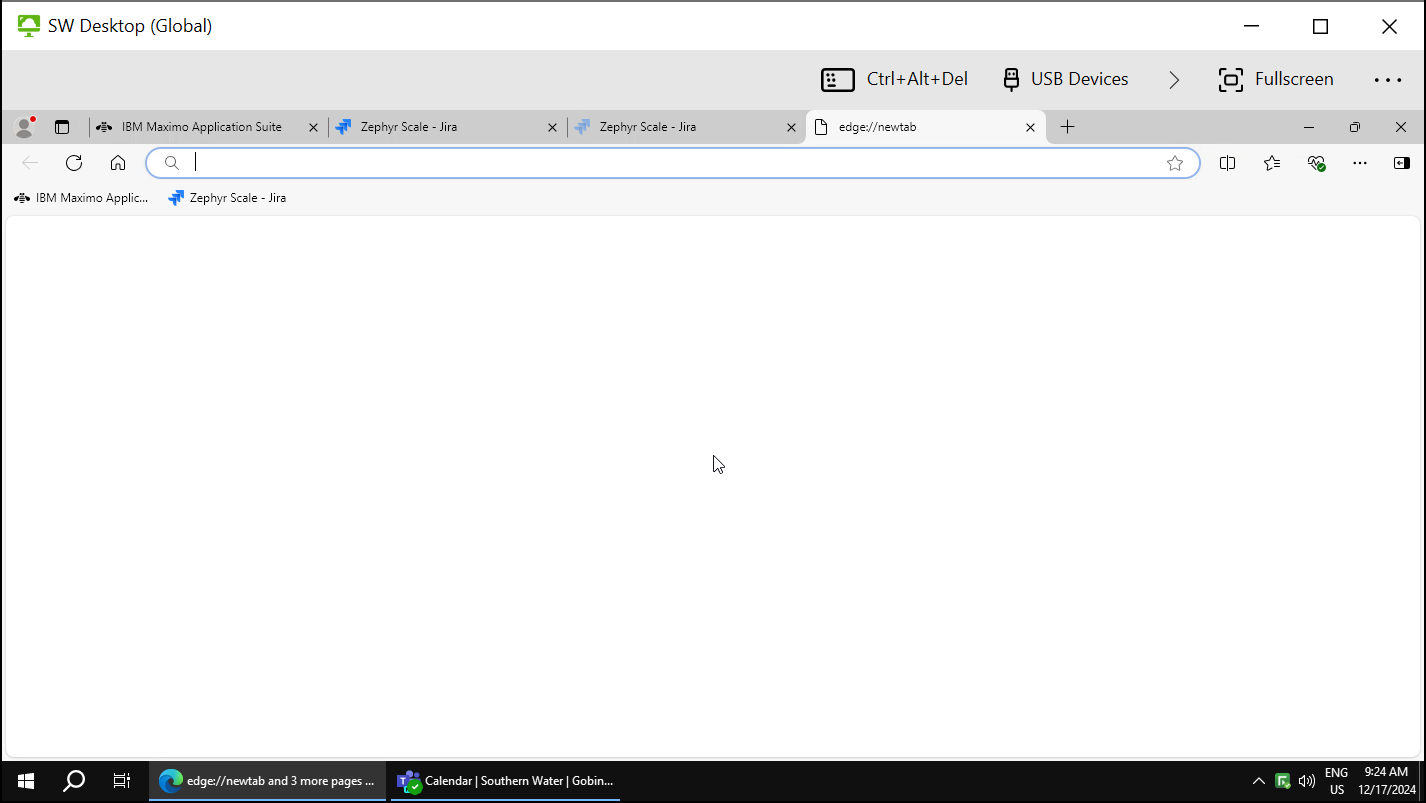 SW Desktop (Global)
Ctrl+Alt+Del USB Devices Fullscreen
IBM Maximo Application Suite Zephyr Scale - Jira Zephyr Scale - Jira edge://newtab
IBM Maximo Applic... Zephyr Scale - Jira
edge://newtab and 3 more pages ... Calendar | Southern Water | Gobin... ENG 9:24 AM
US 12/17/2024